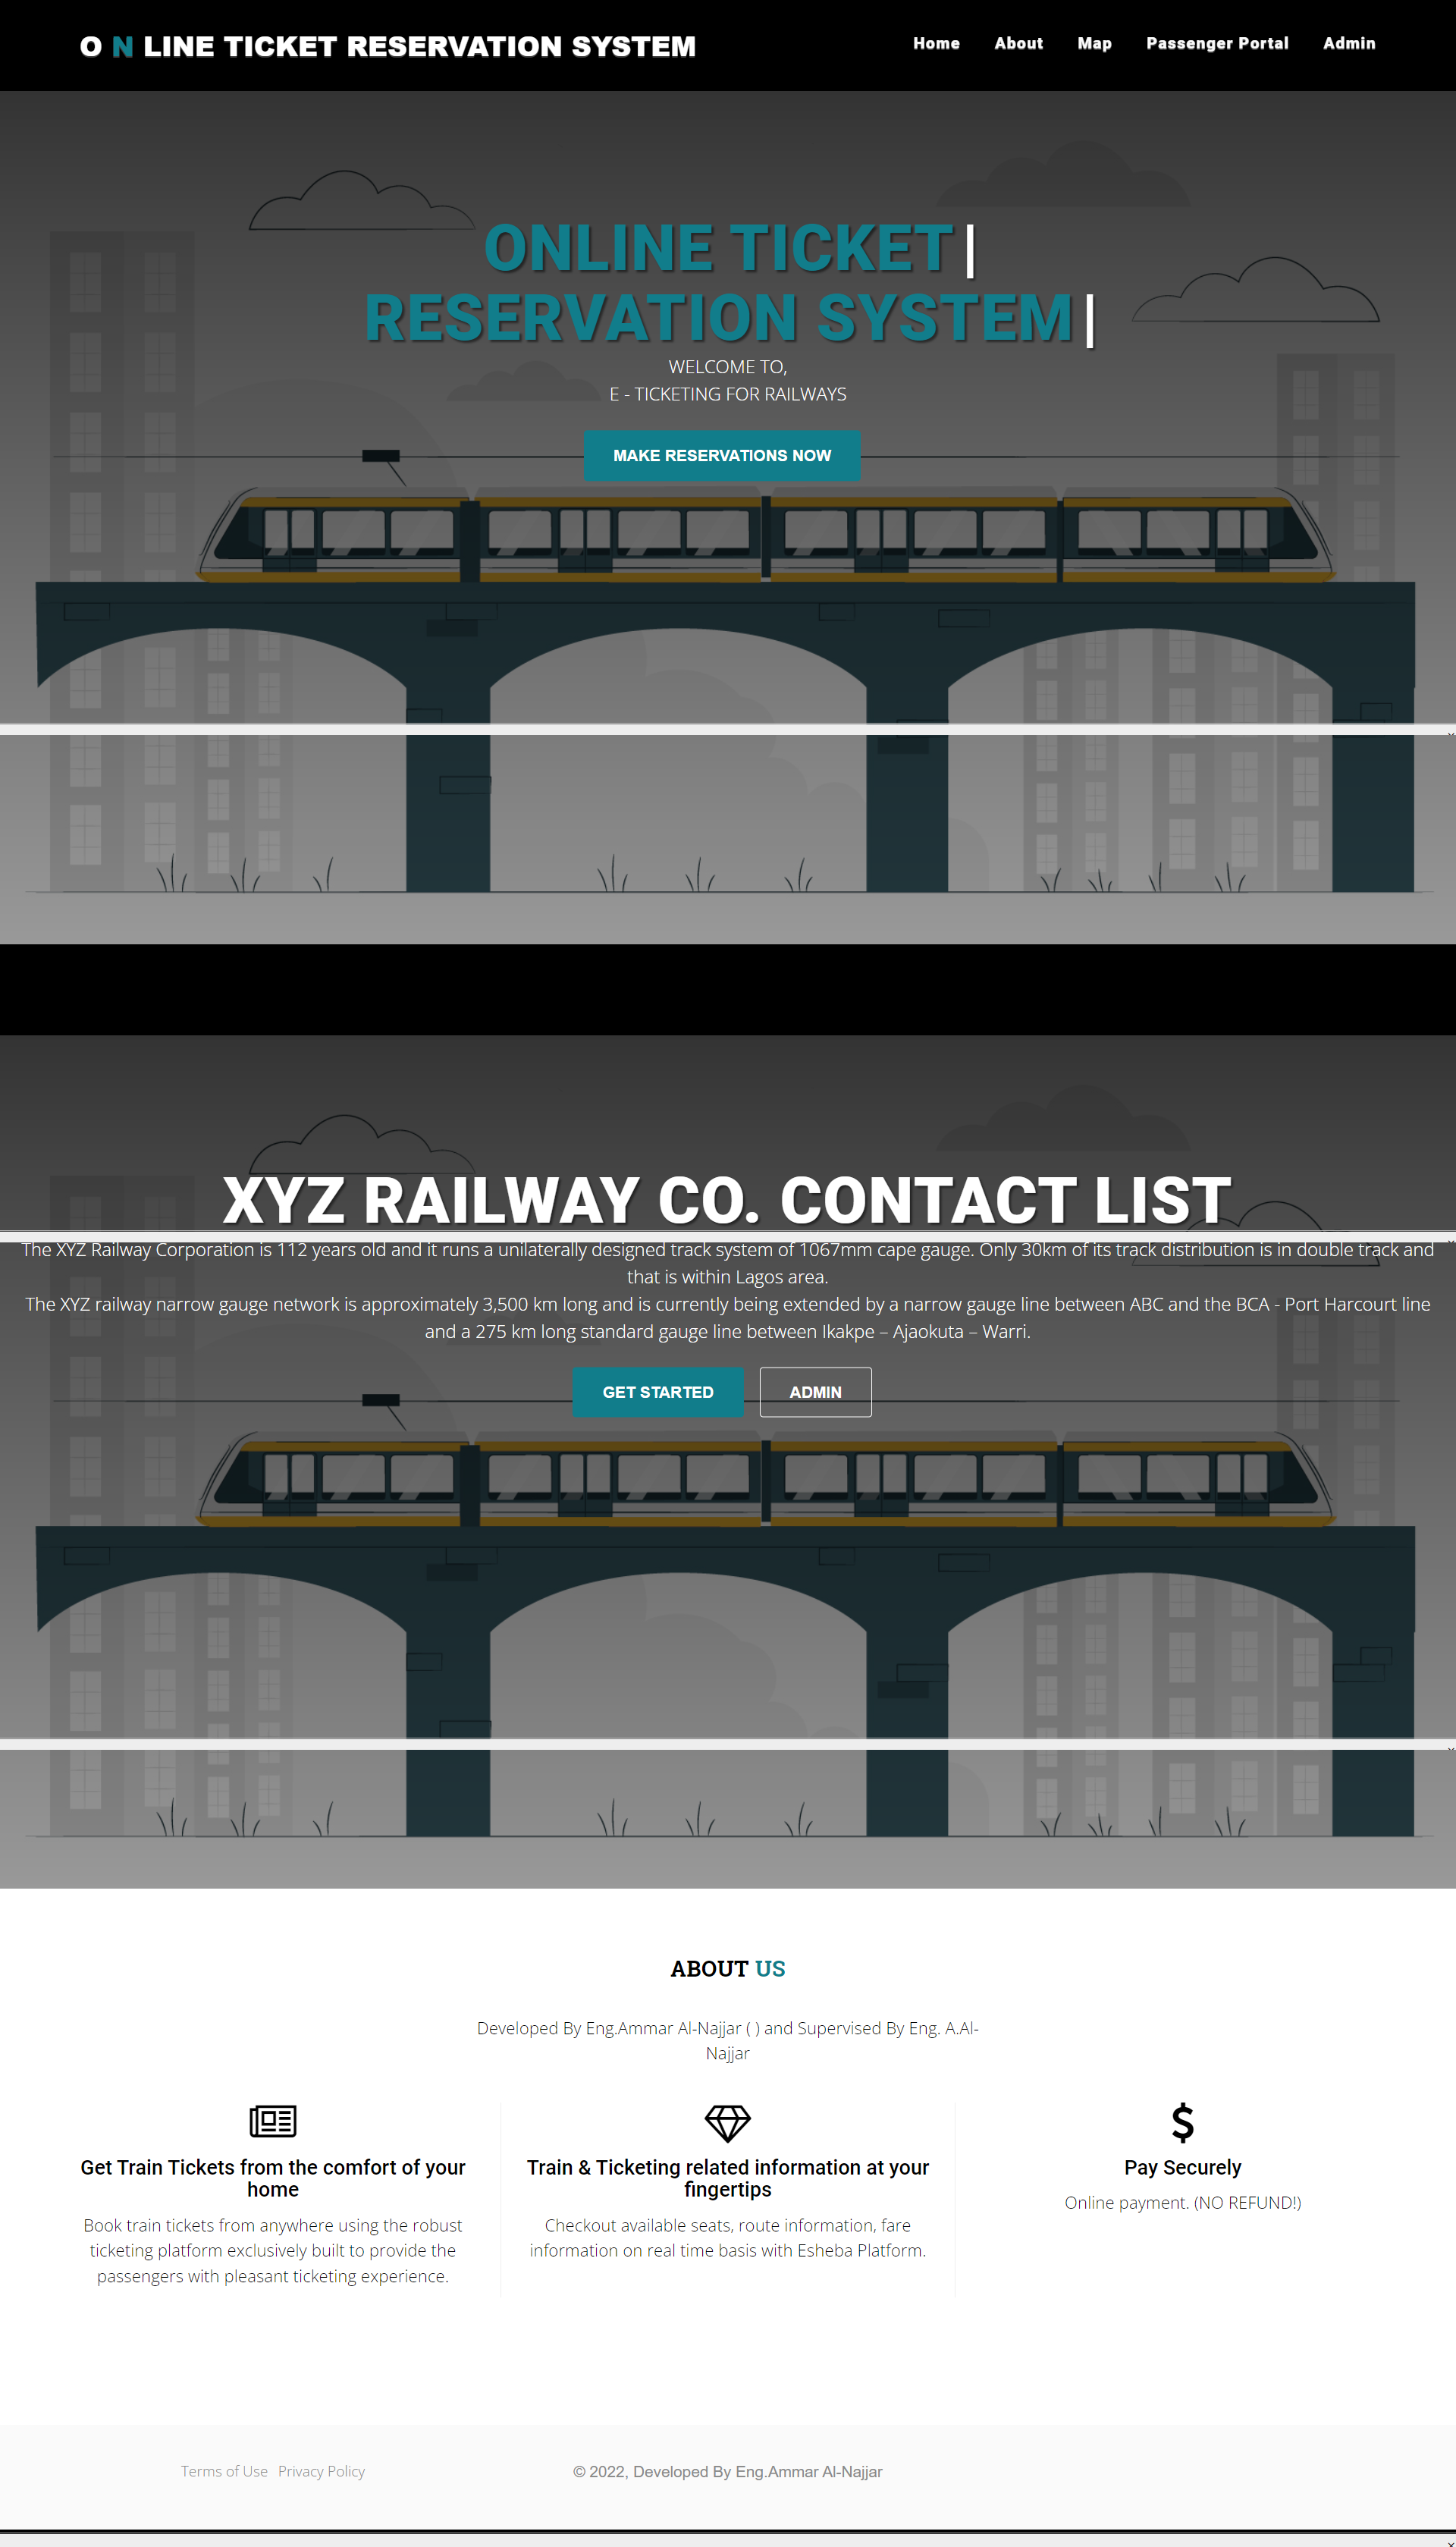 O N LINE TICKET RESERVATION SYSTEM
Home About Map Passenger Portal Admin
ONLINE TICKET|
RESERVATION SYSTEM|
WELCOME TO,
E - TICKETING FOR RAILWAYS
MAKE RESERVATIONS NOW
XYZ RAILWAY CO. CONTACT LIST
The XYZ Railway Corporation is 112 years old and it runs a unilaterally designed track system of 1067mm cape gauge. Only 30km of its track distribution is in double track and
that is within Lagos area.
The XYZ railway narrow gauge network is approximately 3,500 km long and is currently being extended by a narrow gauge line between ABC and the BCA - Port Harcourt line
and a 275 km long standard gauge line between Ikakpe – Ajaokuta – Warri.
GET STARTED ADMIN
ABOUT US
Developed By Eng.Ammar Al-Najjar ( ) and Supervised By Eng. A.Al-
Najjar
Get Train Tickets from the comfort of your
home
Book train tickets from anywhere using the robust
ticketing platform exclusively built to provide the
passengers with pleasant ticketing experience.
Train & Ticketing related information at your
fingertips
Checkout available seats, route information, fare
information on real time basis with Esheba Platform.
Pay Securely
Online payment. (NO REFUND!)
Terms of Use Privacy Policy
© 2022, Developed By Eng.Ammar Al-Najjar